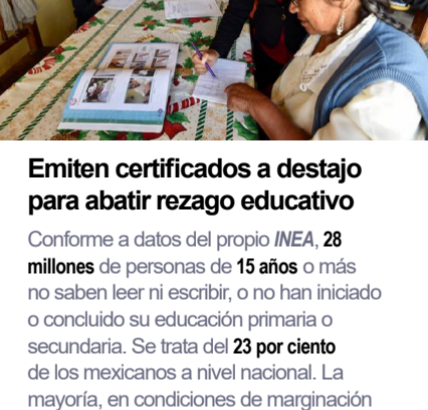 Emiten certificados a destajo
para abatir rezago educativo
Conforme a datos del propio INEA, 28
millones de personas de 15 años o más
no saben leer ni escribir, o no han iniciado
o concluido su educación primaria o
secundaria. Se trata del 23 por ciento
de los mexicanos a nivel nacional. La
mayoría, en condiciones de marginación